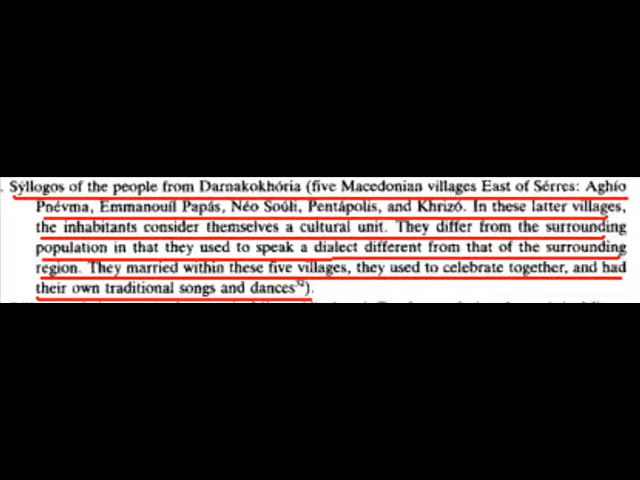 . Sýllogos of the people from Darnakokhória (five Macedonian villages East of Sérres: Aghío
Pnévma, Emmanouíl Papás, Néo Soúli, Pentápolis, and Khrizó. In these latter villages,
the inhabitants consider themselves a cultural unit. They differ from the surrounding
population in that they used to speak a dialect different from that of the surrounding
region. They married within these five villages, they used to celebrate together, and had
their own traditional songs and dances).